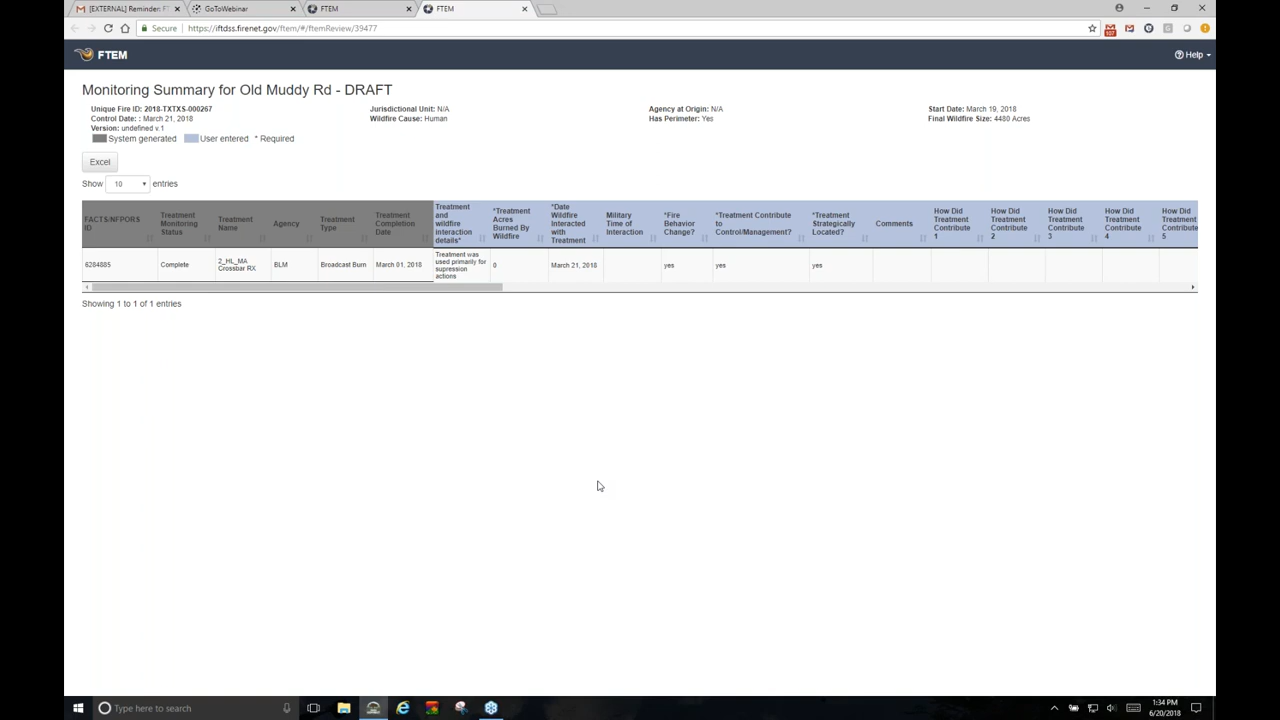 [EXTERNAL] Reminder: F
GoToWebinar
FTEM
FTEM
Secure
https://iftdss.firenet.gov/ftem/#/ftemReview/39477
107
FTEM
Help
Monitoring Summary for Old Muddy Rd - DRAFT
Unique Fire ID: 2018-TXTXS-000267
Jurisdictional Unit: N/A
Agency at Origin: N/A
Start Date: March 19, 2018
Control Date: : March 21, 2018
Wildfire Cause: Human
Has Perimeter: Yes
Final Wildfire Size: 4480 Acres
Version: undefined v.1
System generated
User entered
* Required
Excel
Show 10 entries
FACTS/NFPORS
ID
Treatment
Monitoring
Status
Treatment
Name
Agency
Treatment
Type
Treatment
Completion
Date
Treatment
and
wildfire
interaction
details*
*Treatment
Acres
Burned By
Wildfire
*Date
Wildfire
Interacted
with
Treatment
Military
Time of
Interaction
*Fire
Behavior
Change?
*Treatment Contribute
to
Control/Management?
*Treatment
Strategically
Located?
Comments
How Did
Treatment
Contribute
1
How Did
Treatment
Contribute
2
How Did
Treatment
Contribute
3
How Did
Treatment
Contribute
4
How Did
Treatment
Contribute
5
6284885
Complete
2_HL_MA
Crossbar RX
BLM
Broadcast Burn
March 01, 2018
Treatment was
used primarily for
supression
actions
0
March 21, 2018
yes
yes
yes
Showing 1 to 1 of 1 entries
Type here to search
1:34 PM
6/20/2018